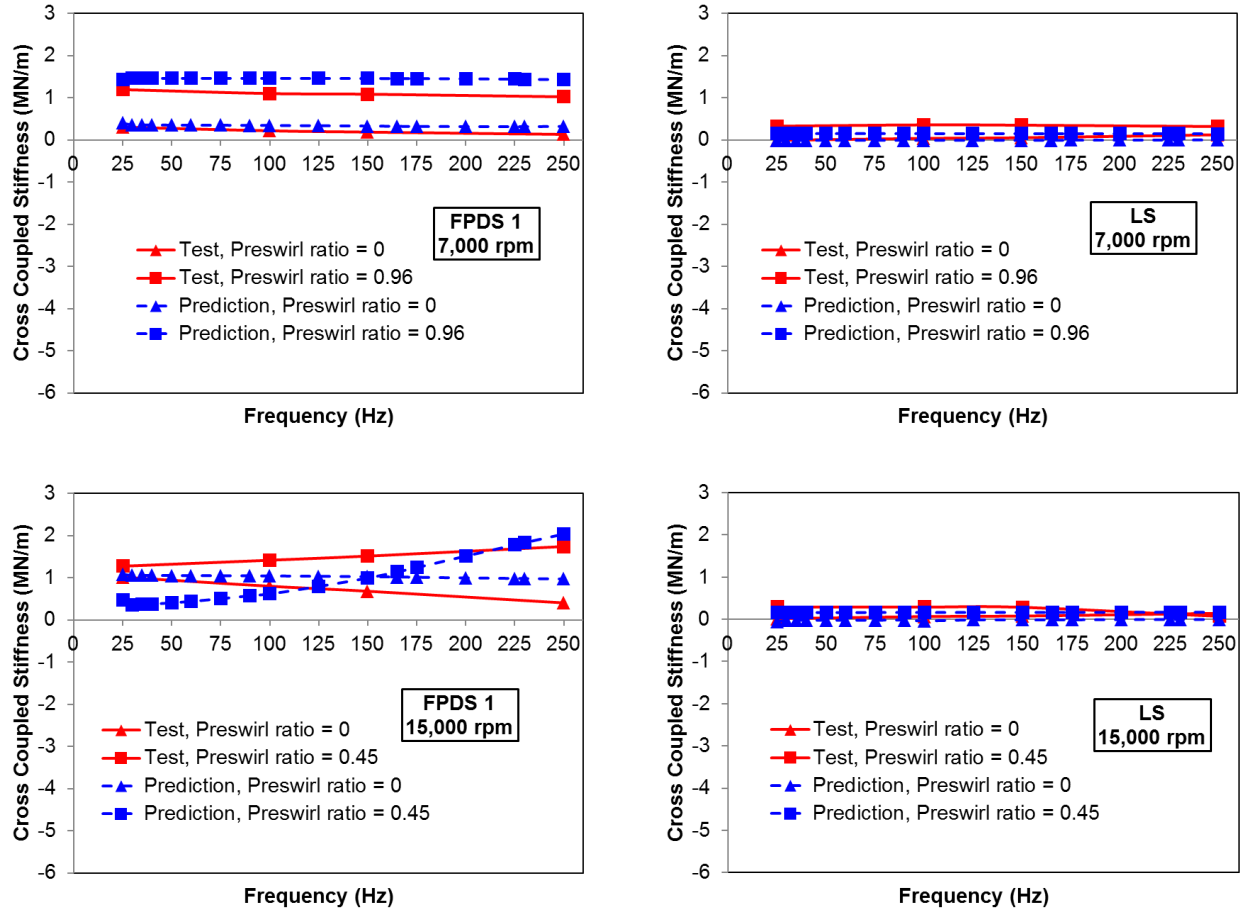 Cross Coupled Stiffness (MN/m)
3
2
1
0
-1
-2
-3
-4
-5
-6
0 25 50 75 100 125 150 175 200 225 250
FPDS 1
7,000 rpm
Test, Preswirl ratio = 0
Test, Preswirl ratio = 0.96
Prediction, Preswirl ratio = 0
Prediction, Preswirl ratio = 0.96
Frequency (Hz)
Cross Coupled Stiffness (MN/m)
3
2
1
0
-1
-2
-3
-4
-5
-6
0 25 50 75 100 125 150 175 200 225 250
LS
7,000 rpm
Test, Preswirl ratio = 0
Test, Preswirl ratio = 0.96
Prediction, Preswirl ratio = 0
Prediction, Preswirl ratio = 0.96
Frequency (Hz)
Cross Coupled Stiffness (MN/m)
3
2
1
0
-1
-2
-3
-4
-5
-6
0 25 50 75 100 125 150 175 200 225 250
FPDS 1
15,000 rpm
Test, Preswirl ratio = 0
Test, Preswirl ratio = 0.45
Prediction, Preswirl ratio = 0
Prediction, Preswirl ratio = 0.45
Frequency (Hz)
Cross Coupled Stiffness (MN/m)
3
2
1
0
-1
-2
-3
-4
-5
-6
0 25 50 75 100 125 150 175 200 225 250
LS
15,000 rpm
Test, Preswirl ratio = 0
Test, Preswirl ratio = 0.45
Prediction, Preswirl ratio = 0
Prediction, Preswirl ratio = 0.45
Frequency (Hz)